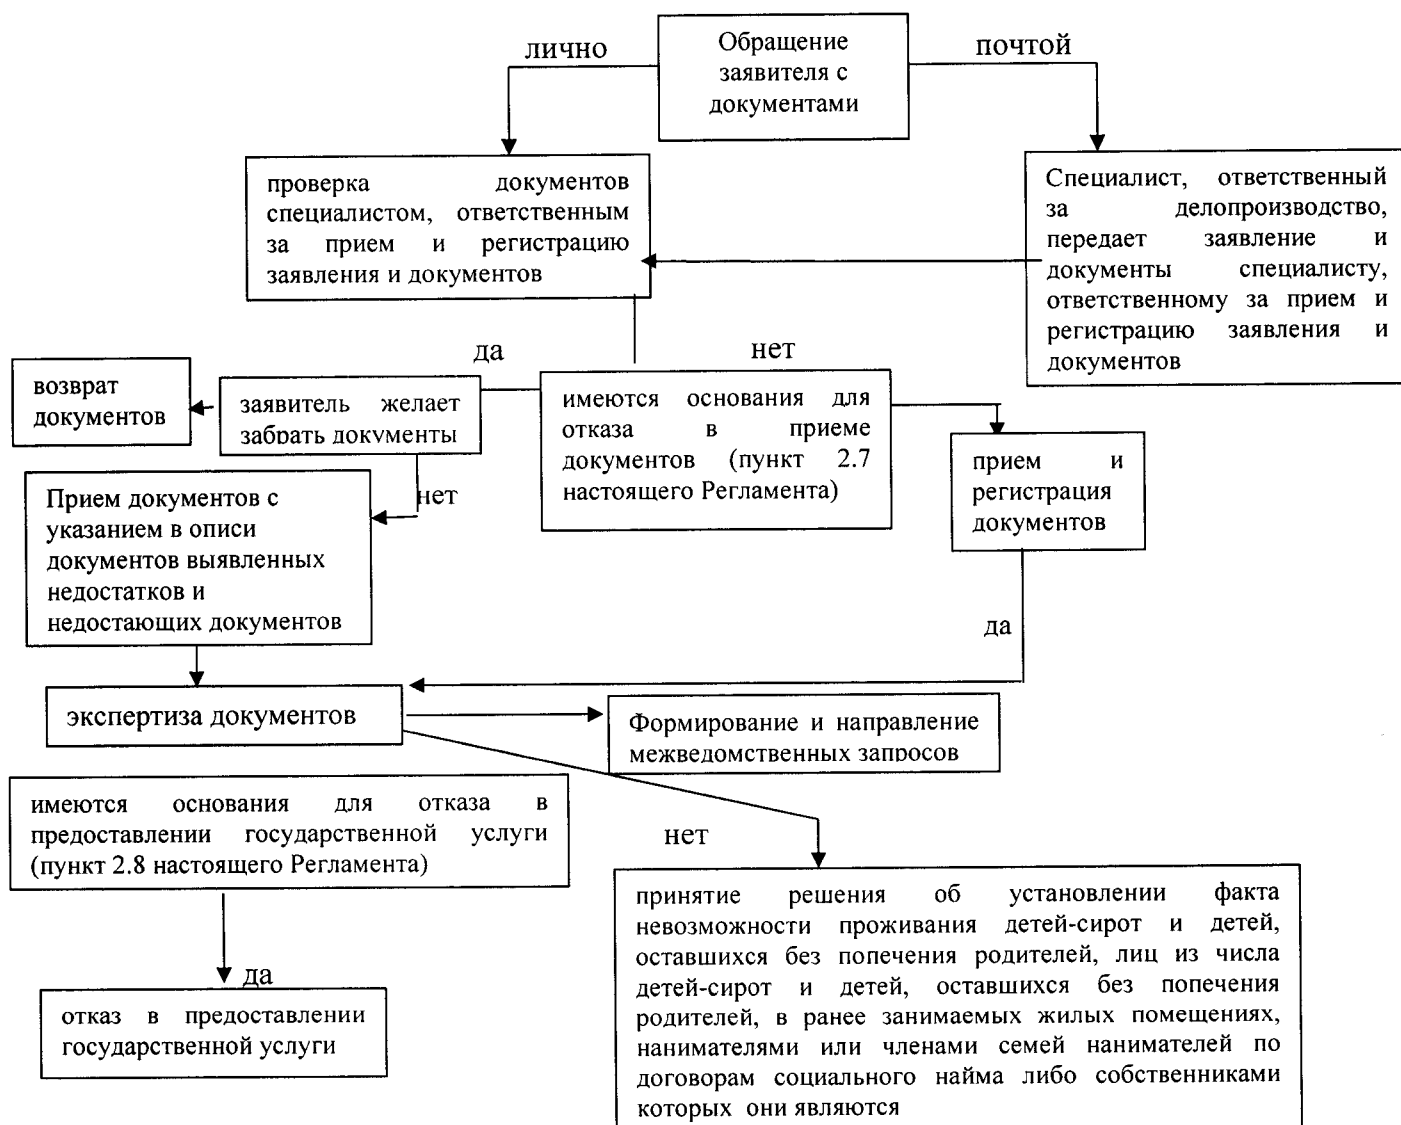 лично
Обращение
заявителя с
документами
почтой
проверка документов
специалистом, ответственным
за прием и регистрацию
заявления и документов
Специалист, ответственный
за делопроизводство,
передает заявление и
документы специалисту,
ответственному за прием и
регистрацию заявления и
документов
да
нет
возврат
документов
заявитель желает
забрать документы
имеются основания для
отказа в приеме
документов (пункт 2.7
настоящего Регламента)
прием и
регистрация
документов
нет
Прием документов с
указанием в описи
документов выявленных
недостатков и
недостающих документов
да
экспертиза документов
Формирование и направление
межведомственных запросов
имеются основания для отказа в
предоставлении государственной услуги
(пункт 2.8 настоящего Регламента)
нет
да
отказ в предоставлении
государственной услуги
принятие решения об установлении факта
невозможности проживания детей-сирот и детей,
оставшихся без попечения родителей, лиц из числа
детей-сирот и детей, оставшихся без попечения
родителей, в ранее занимаемых жилых помещениях,
нанимателями или членами семей нанимателей по
договорам социального найма либо собственниками
которых они являются